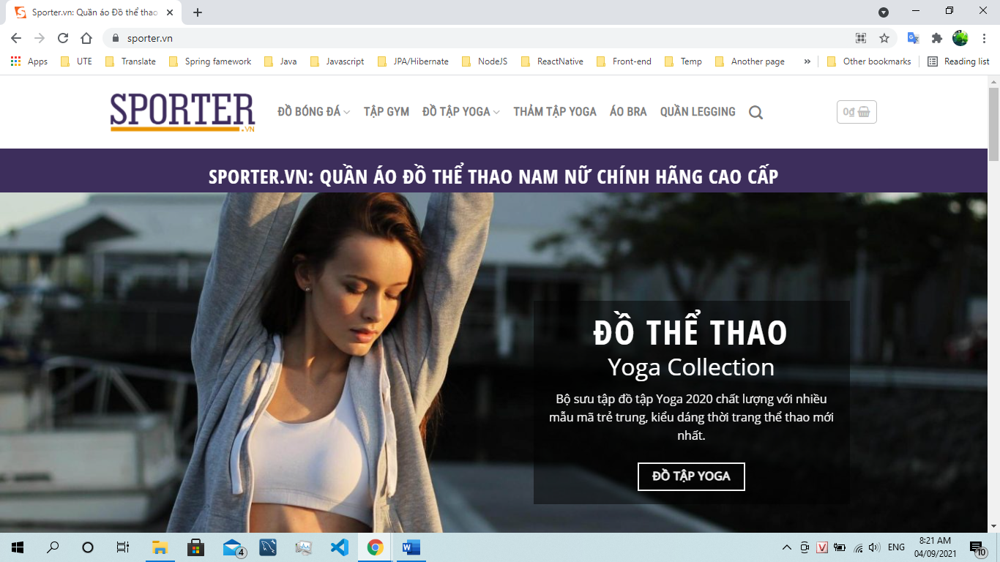 Sporter.vn: Quần áo Đồ thể thao
sporter.vn
Apps UTE Translate Spring famework Java Javascript JPA/Hibernate NodeJS ReactNative Front-end Temp Another page » Other bookmarks Reading list
SPORTER
.VN
ĐỒ BÓNG ĐÁ TẬP GYM ĐỒ TẬP YOGA THẢM TẬP YOGA ÁO BRA QUẦN LEGGING 0₫
SPORTER.VN: QUẦN ÁO ĐỒ THỂ THAO NAM NỮ CHÍNH HÃNG CAO CẤP
ĐỒ THỂ THAO
Yoga Collection
Bộ sưu tập đồ tập Yoga 2020 chất lượng với nhiều
mẫu mã trẻ trung, kiểu dáng thời trang thể thao mới
nhất.
ĐỒ TẬP YOGA
4
V
ENG
8:21 AM
04/09/2021
10